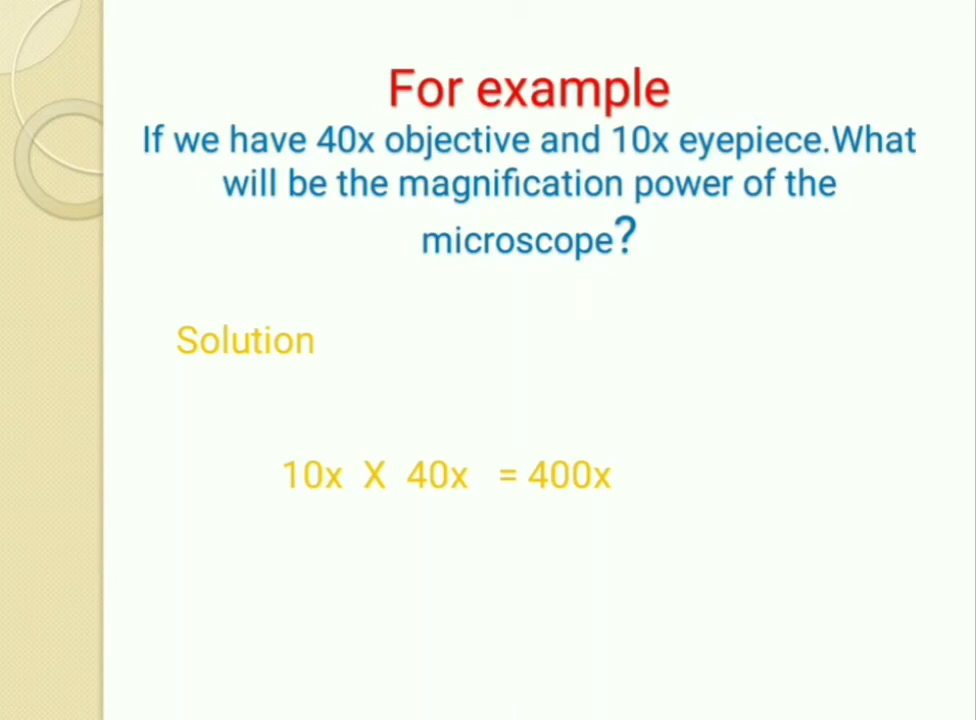 For example
If we have 40x objective and 10x eyepiece.What
will be the magnification power of the
microscope?
Solution
10x X 40x = 400x